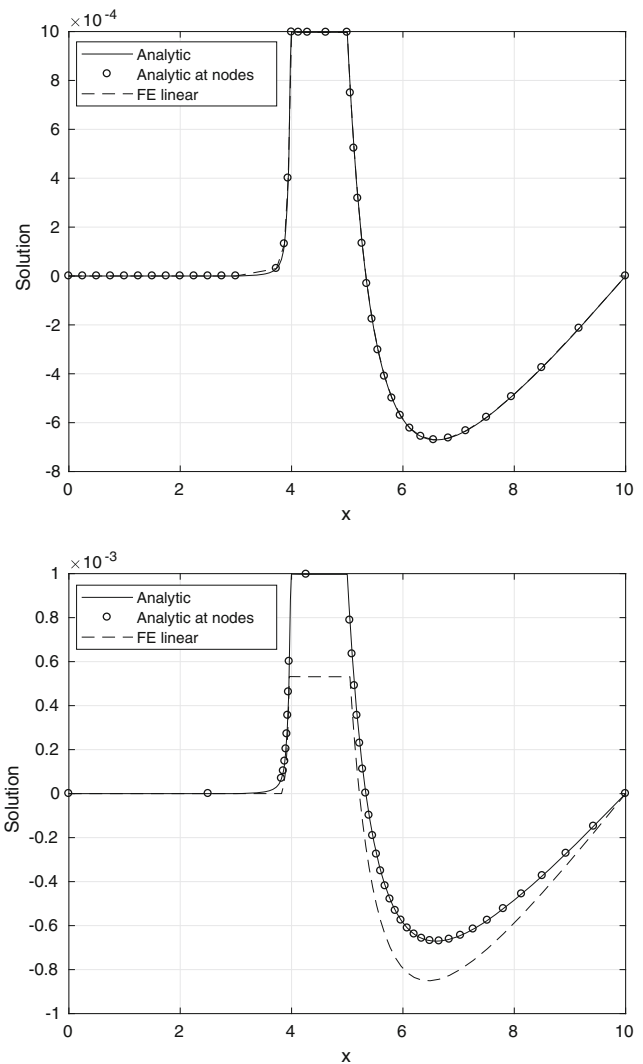 ×10-4
10
8
6
4
2
0
-2
-4
-6
-8
Solution
Analytic
Analytic at nodes
FE linear
0 2 4 6 8 10
x
×10-3
1
0.8
0.6
0.4
0.2
0
-0.2
-0.4
-0.6
-0.8
-1
Solution
Analytic
Analytic at nodes
FE linear
0 2 4 6 8 10
x